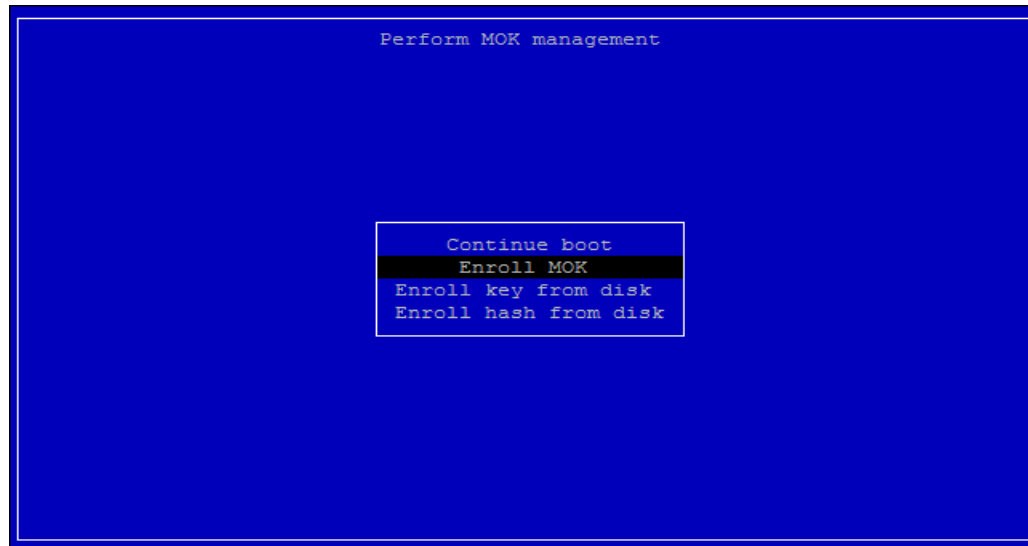 Perform MOK management
Continue boot
Enroll MOK
Enroll key from disk
Enroll hash from disk